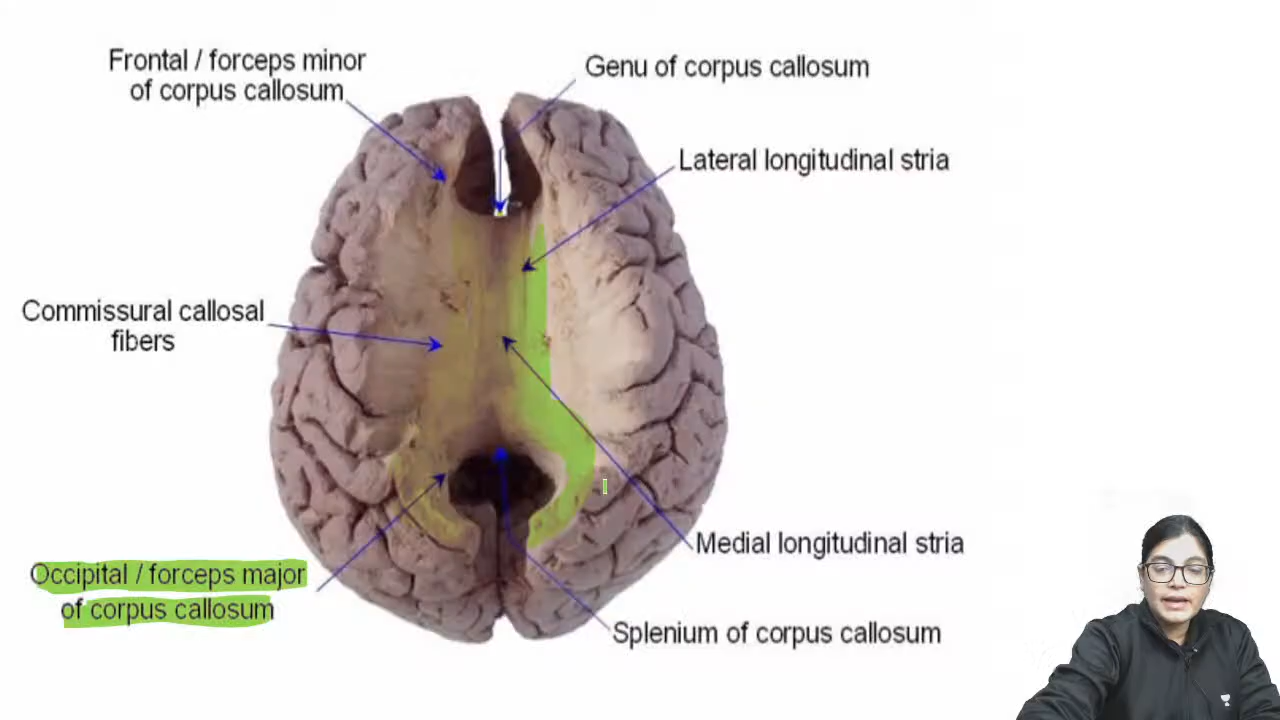 Frontal / forceps minor
of corpus callosum
Genu of corpus callosum
Lateral longitudinal stria
Commissural callosal
fibers
Medial longitudinal stria
Occipital / forceps major
of corpus callosum
Splenium of corpus callosum